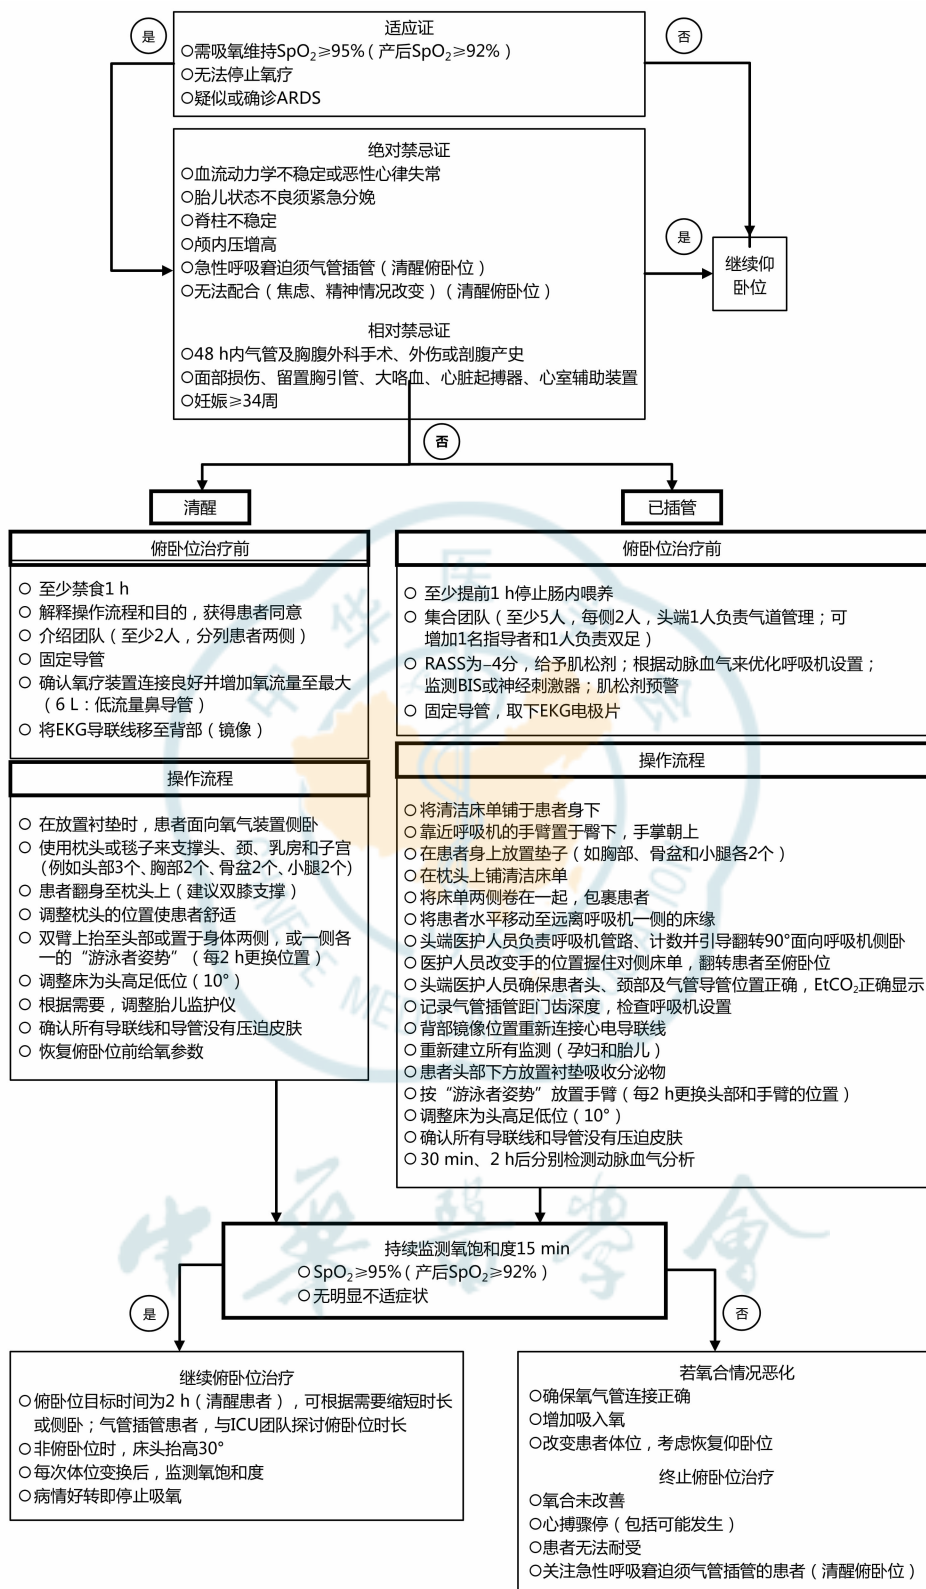 是
适应证
否
○需吸氧维持SpO₂≥95%（产后SpO₂≥92%）
○无法停止氧疗
○疑似或确诊ARDS
绝对禁忌证
○血流动力学不稳定或恶性心律失常
○胎儿状态不良须紧急分娩
○脊柱不稳定
○颅内压增高
○急性呼吸窘迫须气管插管（清醒俯卧位）
○无法配合（焦虑、精神情况改变）（清醒俯卧位）
是
继续仰
卧位
相对禁忌证
○48 h内气管及胸腹外科手术、外伤或剖腹产史
○面部损伤、留置胸引管、大咯血、心脏起搏器、心室辅助装置
○妊娠≥34周
否
清醒
俯卧位治疗前
○ 至少禁食1 h
○ 解释操作流程和目的，获得患者同意
○ 介绍团队（至少2人，分列患者两侧）
○ 固定导管
○ 确认氧疗装置连接良好并增加氧流量至最大
（6 L：低流量鼻导管）
○ 将EKG导联线移至背部（镜像）
操作流程
○ 在放置衬垫时，患者面向氧气装置侧卧
○ 使用枕头或毯子来支撑头、颈、乳房和子宫
（例如头部3个、胸部2个、骨盆2个、小腿2个）
○ 患者翻身至枕头上（建议双膝支撑）
○ 调整枕头的位置使患者舒适
○ 双臂上抬至头部或置于身体两侧，或一侧各
一的“游泳者姿势”（每2 h更换位置）
○ 调整床为头高足低位（10°）
○ 根据需要，调整胎儿监护仪
○ 确认所有导联线和导管没有压迫皮肤
○ 恢复俯卧位前给氧参数
已插管
俯卧位治疗前
○ 至少提前1 h停止肠内喂养
○ 集合团队（至少5人，每侧2人，头端1人负责气道管理；可
增加1名指导者和1人负责双足）
○ RASS为–4分，给予肌松剂；根据动脉血气来优化呼吸机设置；
监测BIS或神经刺激器；肌松剂预警
○ 固定导管，取下EKG电极片
操作流程
○将清洁床单铺于患者身下
○靠近呼吸机的手臂置于臀下，手掌朝上
○在患者身上放置垫子（如胸部、骨盆和小腿各2个）
○在枕头上铺清洁床单
○将床单两侧卷在一起，包裹患者
○将患者水平移动至远离呼吸机一侧的床缘
○头端医护人员负责呼吸机管路、计数并引导翻转90°面向呼吸机侧卧
○医护人员改变手的位置握住对侧床单，翻转患者至俯卧位
○头端医护人员确保患者头、颈部及气管导管位置正确，EtCO₂正确显示
○记录气管插管距门齿深度，检查呼吸机设置
○背部镜像位置重新连接心电导联线
○重新建立所有监测（孕妇和胎儿）
○患者头部下方放置衬垫吸收分泌物
○按“游泳者姿势”放置手臂（每2 h更换头部和手臂的位置）
○调整床为头高足低位（10°）
○确认所有导联线和导管没有压迫皮肤
○30 min、2 h后分别检测动脉血气分析
中华医学会
CHINESE MEDICAL ASSOCIATION
中華醫學會
持续监测氧饱和度15 min
○SpO₂≥95%（产后SpO₂≥92%）
○无明显不适症状
是
否
继续俯卧位治疗
○俯卧位目标时间为2 h（清醒患者），可根据需要缩短时长
或侧卧；气管插管患者，与ICU团队探讨俯卧位时长
○非俯卧位时，床头抬高30°
○每次体位变换后，监测氧饱和度
○病情好转即停止吸氧
若氧合情况恶化
○确保氧气管连接正确
○增加吸入氧
○改变患者体位，考虑恢复仰卧位
终止俯卧位治疗
○氧合未改善
○心搏骤停（包括可能发生）
○患者无法耐受
○关注急性呼吸窘迫须气管插管的患者（清醒俯卧位）